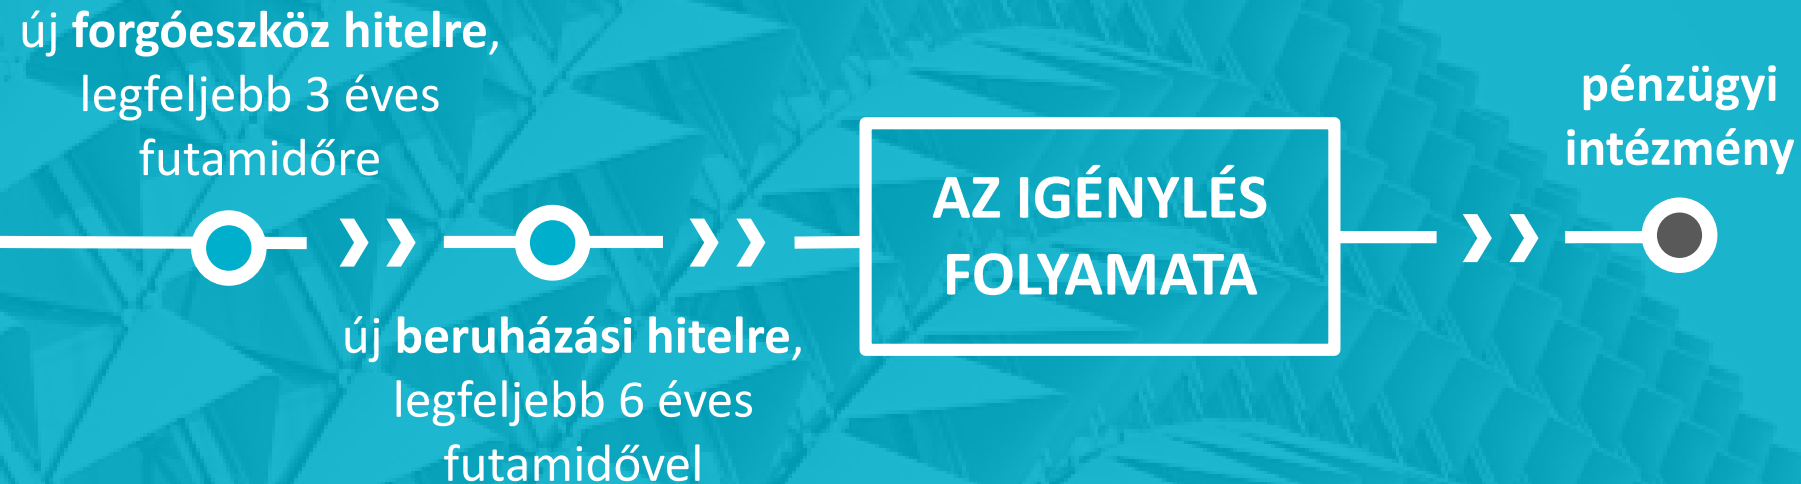 új forgóeszköz hitelre,
legfeljebb 3 éves
futamidőre
új beruházási hitelre,
legfeljebb 6 éves
futamidővel
AZ IGÉNYLÉS
FOLYAMATA
pénzügyi
intézmény